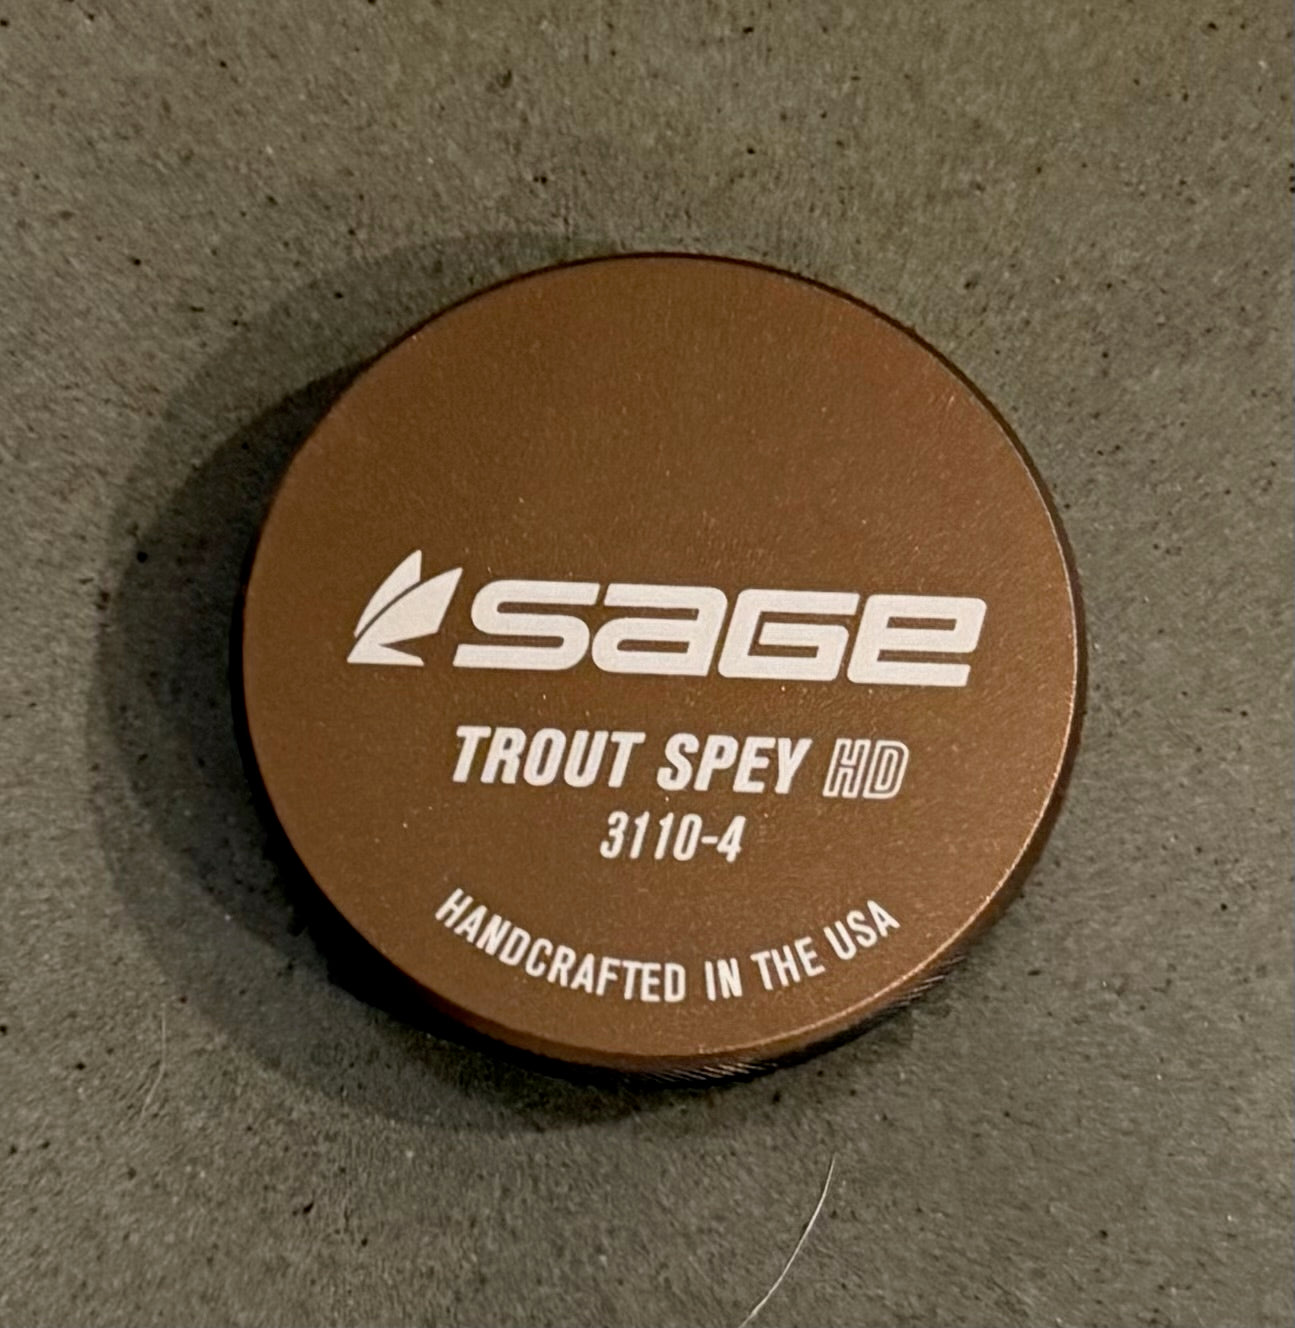 SAGE
TROUT SPEY HD
3110-4
HANDCRAFTED IN THE USA